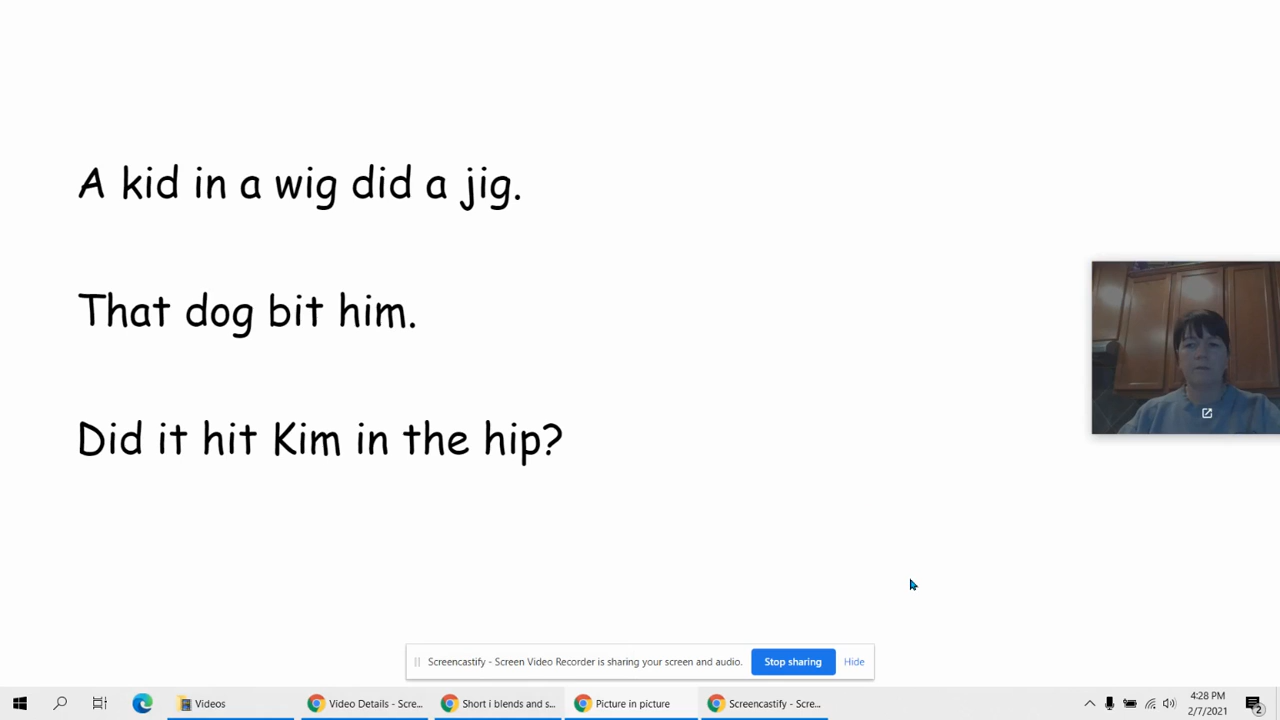 A kid in a wig did a jig.
That dog bit him.
Did it hit Kim in the hip?
Screencastify - Screen Video Recorder is sharing your screen and audio.
Stop sharing
Hide
Videos
Video Details - Scre...
Short i blends and s...
Picture in picture
Screencastify - Scre...
4:28 PM
2/7/2021
2